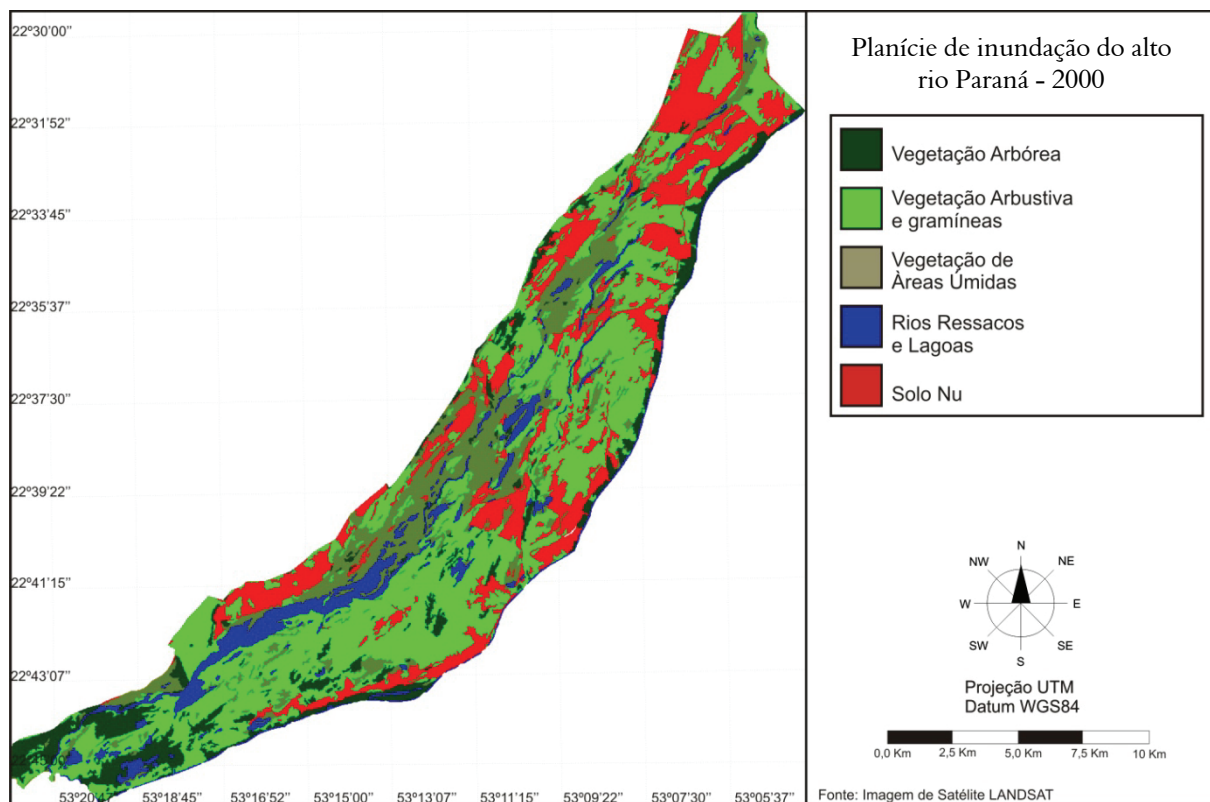 22º30'00"
22º31'52"
22º33'45"
22º35'37"
22º37'30"
22º39'22"
22º41'15"
22º43'07"
22º45'00"
53º20'47"
53º18'45"
53º16'52"
53º15'00"
53º13'07"
53º11'15"
53º09'22"
53º07'30"
53º05'37"
Planície de inundação do alto
rio Paraná - 2000
Vegetação Arbórea
Vegetação Arbustiva
e gramíneas
Vegetação de
Àreas Úmidas
Rios Ressacos
e Lagoas
Solo Nu
N
NW
NE
W
E
SW
SE
S
Projeção UTM
Datum WGS84
0,0 Km
2,5 Km
5,0 Km
7,5 Km
10 Km
Fonte: Imagem de Satélite LANDSAT